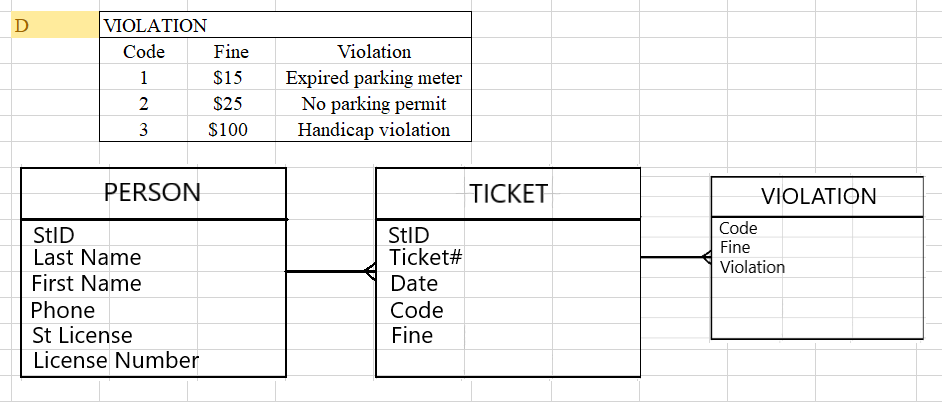 D
VIOLATION
Code Fine Violation
1 $15 Expired parking meter
2 $25 No parking permit
3 $100 Handicap violation
PERSON
StID
Last Name
First Name
Phone
St License
License Number
TICKET
StID
Ticket#
Date
Code
Fine
VIOLATION
Code
Fine
Violation